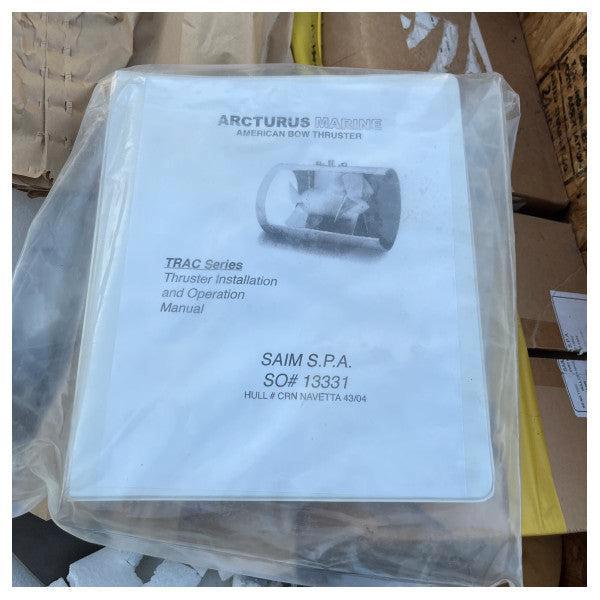 ARCTURUS MARINE
AMERICAN BOW THRUSTER
TRAC Series
Thruster Installation
and Operation
Manual
SAIM S.P.A.
SO# 13331
HULL # CRN NAVETTA 43/04